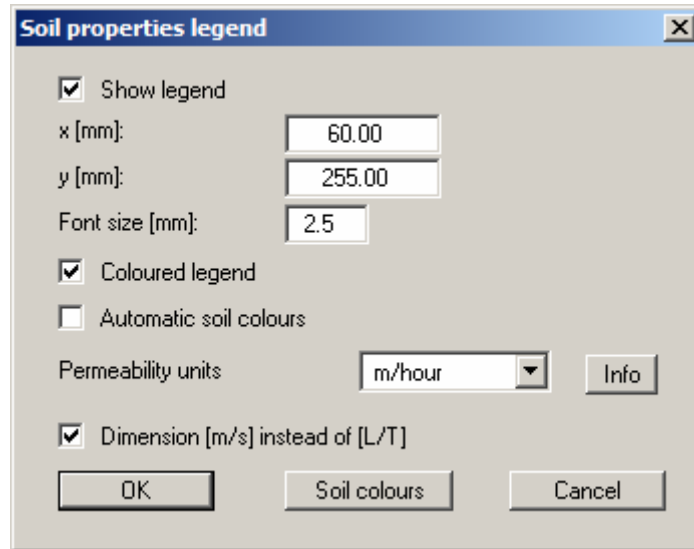 Soil properties legend
Show legend
x [mm]: 60.00
y [mm]: 255.00
Font size [mm]: 2.5
Coloured legend
Automatic soil colours
Permeability units m/hour Info
Dimension [m/s] instead of [L/T]
OK Soil colours Cancel